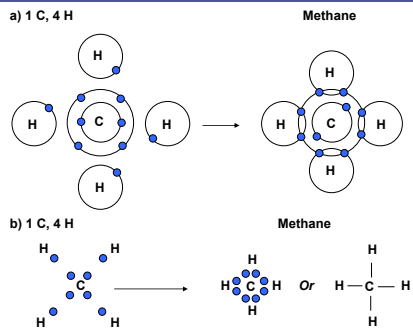 a) 1 C, 4 H Methane
H H
H C H H C H
H H
b) 1 C, 4 H Methane
H H H H
C H C H Or H — C — H
H H H H